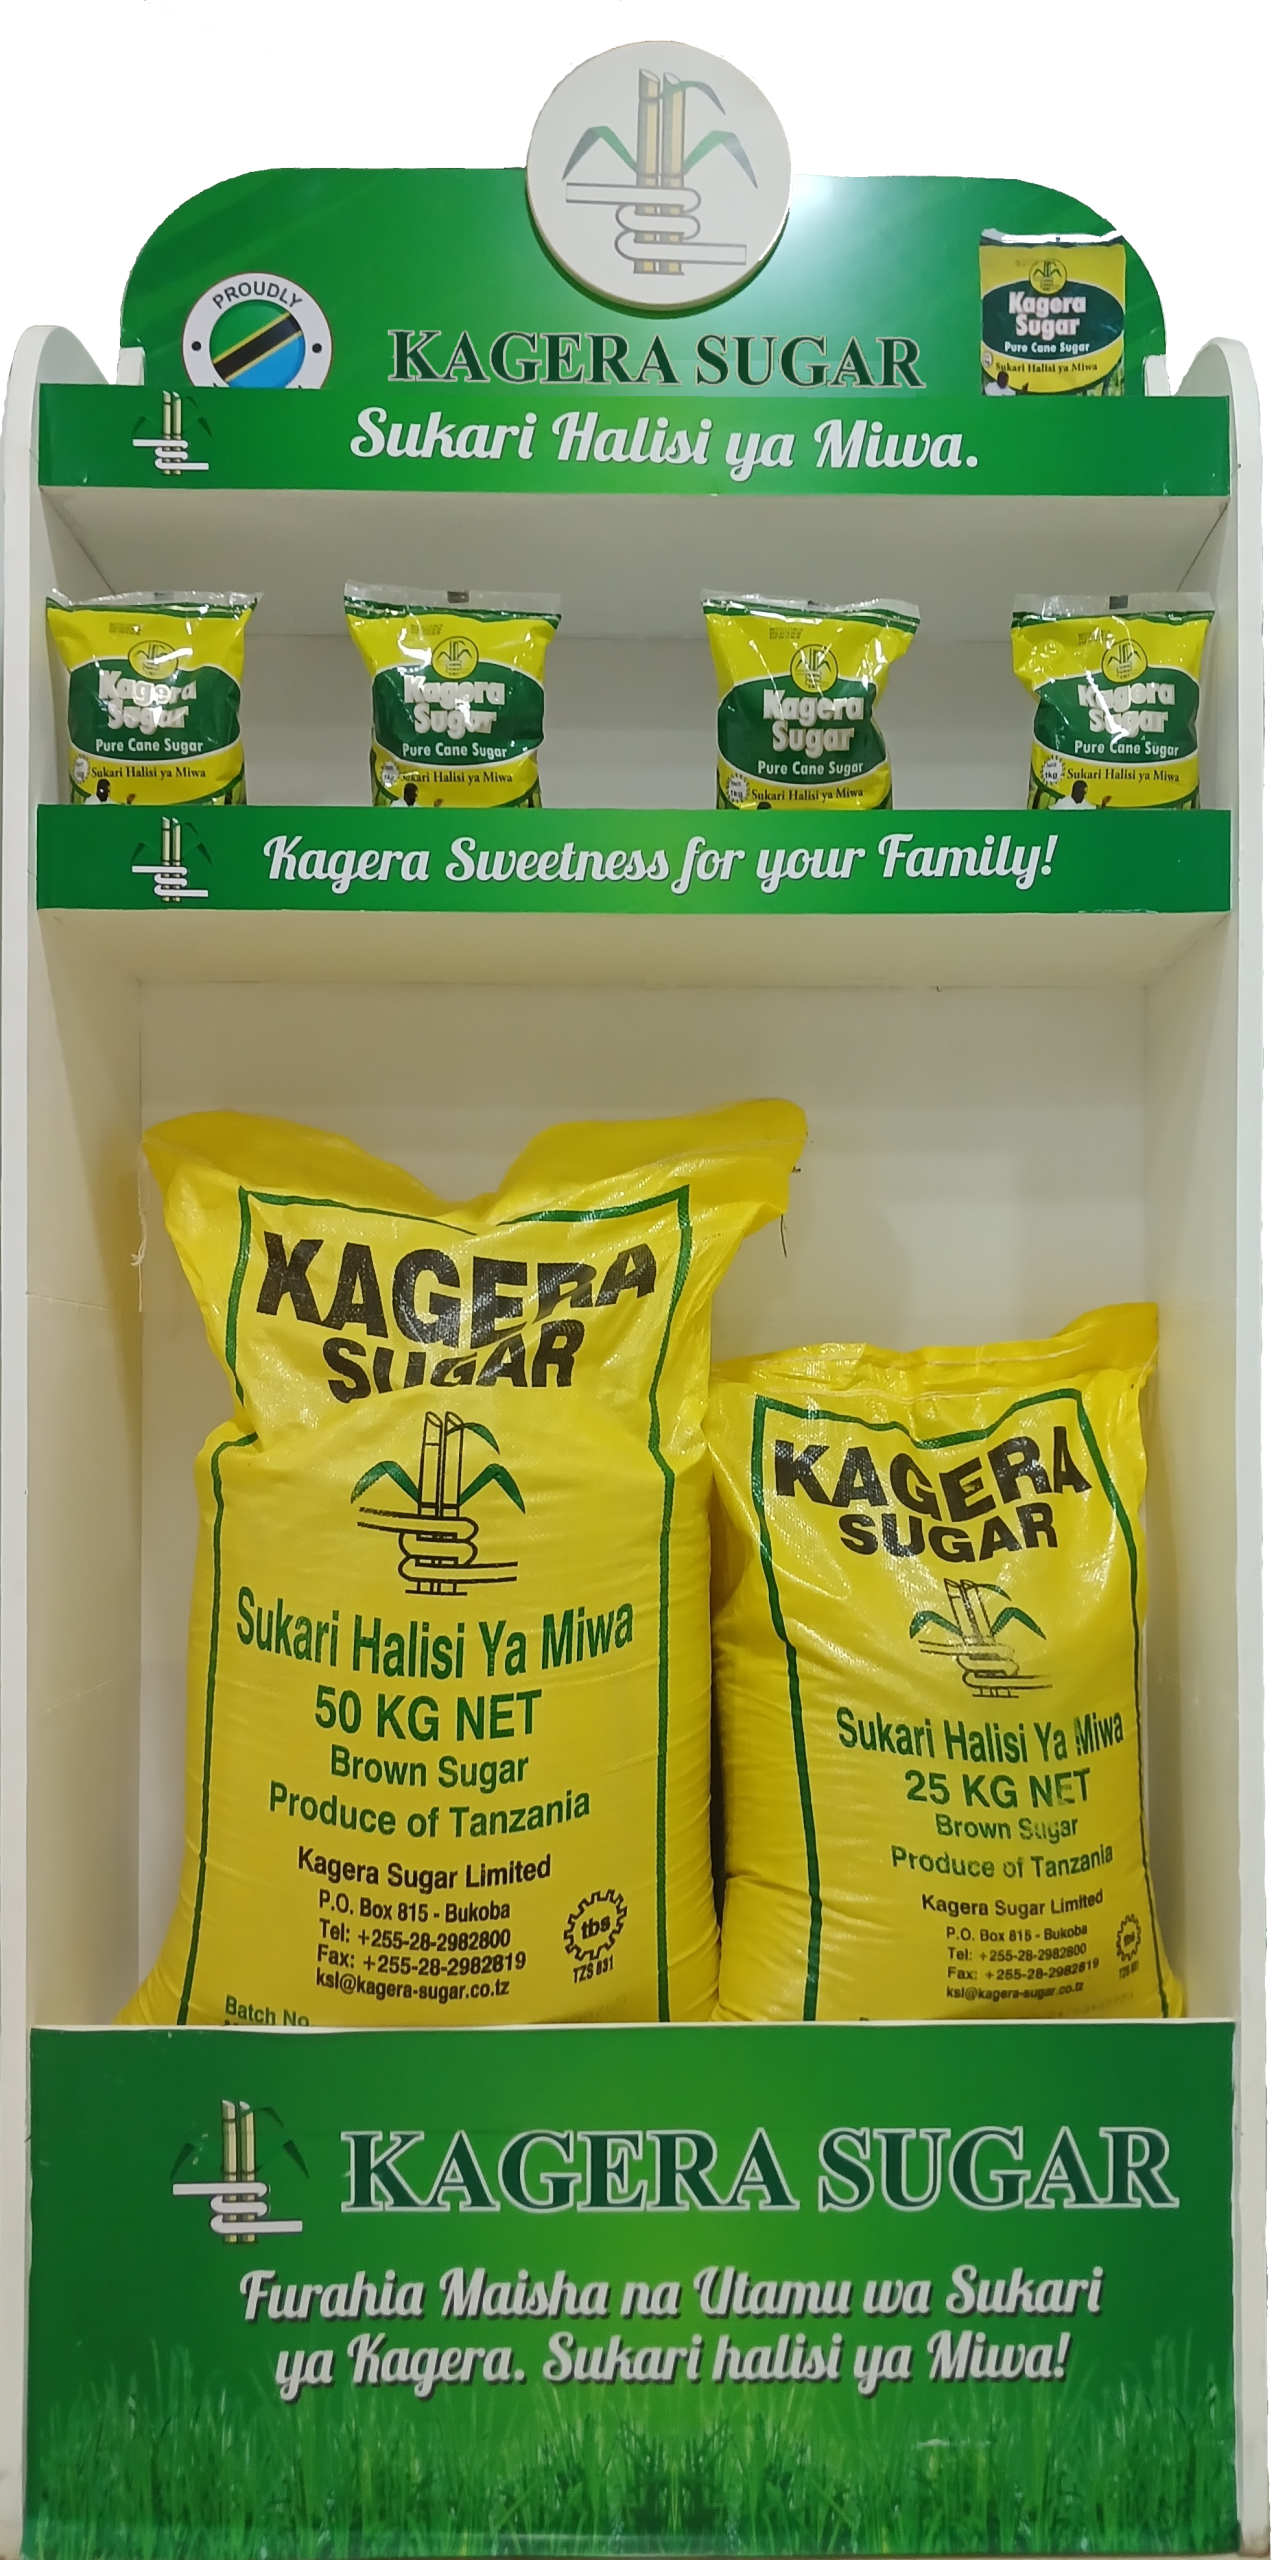 PROUDLY
KAGERA SUGAR
Kagera
Sugar
Pure Cane Sugar
Sukari Halisi ya Miwa
Sukari Halisi ya Miwa.
Kagera
Sugar
Pure Cane Sugar
Sukari Halisi ya Miwa
Kagera
Sugar
Pure Cane Sugar
Sukari Halisi ya Miwa
Kagera
Sugar
Pure Cane Sugar
1kg
Sukari Halisi ya Miwa
Kagera
Sugar
Pure Cane Sugar
1kg
Sukari Halisi ya Miwa
Kagera Sweetness for your Family!
KAGERA
SUGAR
Sukari Halisi Ya Miwa
50 KG NET
Brown Sugar
Produce of Tanzania
Kagera Sugar Limited
P.O. Box 815 - Bukoba
Tel: +255-28-2982800
Fax: +255-28-2982819
ksl@kagera-sugar.co.tz
tbs
TZS 831
Batch No
KAGERA
SUGAR
Sukari Halisi Ya Miwa
25 KG NET
Brown Sugar
Produce of Tanzania
Kagera Sugar Limited
P.O. Box 815 - Bukoba
Tel: +255-28-2982800
Fax: +255-28-2982819
ksl@kagera-sugar.co.tz
tbs
KAGERA SUGAR
Furahia Maisha na Utamu wa Sukari
ya Kagera. Sukari halisi ya Miwa!